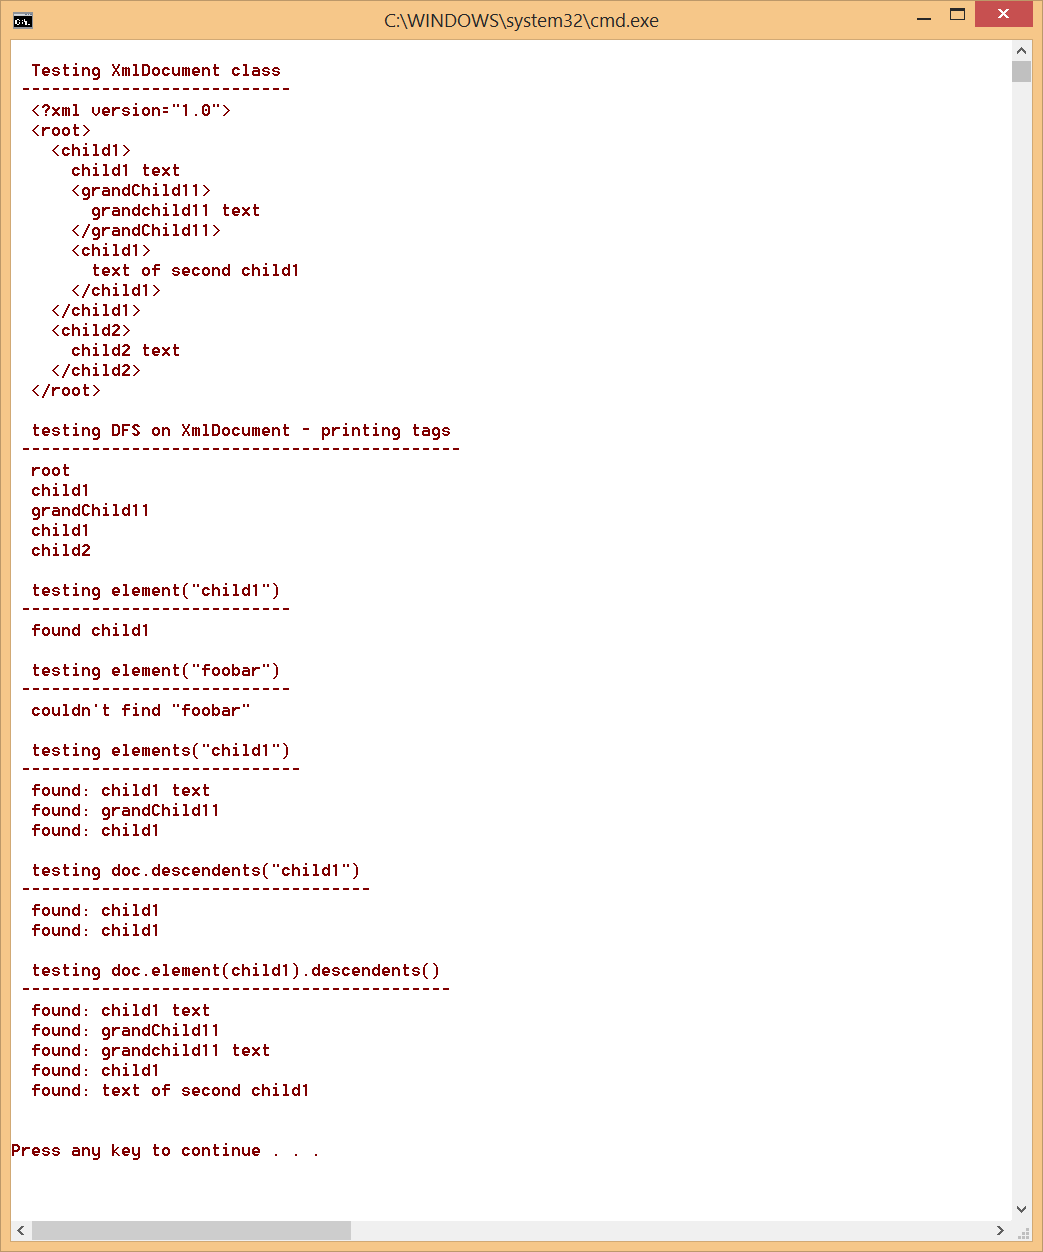 C:\WINDOWS\system32\cmd.exe
Testing XmlDocument class
---------------------------
<?xml version="1.0">
<root>
  <child1>
    child1 text
    <grandChild11>
      grandchild11 text
    </grandChild11>
    <child1>
      text of second child1
    </child1>
  </child1>
  <child2>
    child2 text
  </child2>
</root>
testing DFS on XmlDocument - printing tags
--------------------------------------------
root
child1
grandChild11
child1
child2
testing element("child1")
---------------------------
found child1
testing element("foobar")
---------------------------
couldn't find "foobar"
testing elements("child1")
----------------------------
found: child1 text
found: grandChild11
found: child1
testing doc.descendents("child1")
-----------------------------------
found: child1
found: child1
testing doc.element(child1).descendents()
-------------------------------------------
found: child1 text
found: grandChild11
found: grandchild11 text
found: child1
found: text of second child1
Press any key to continue . . .